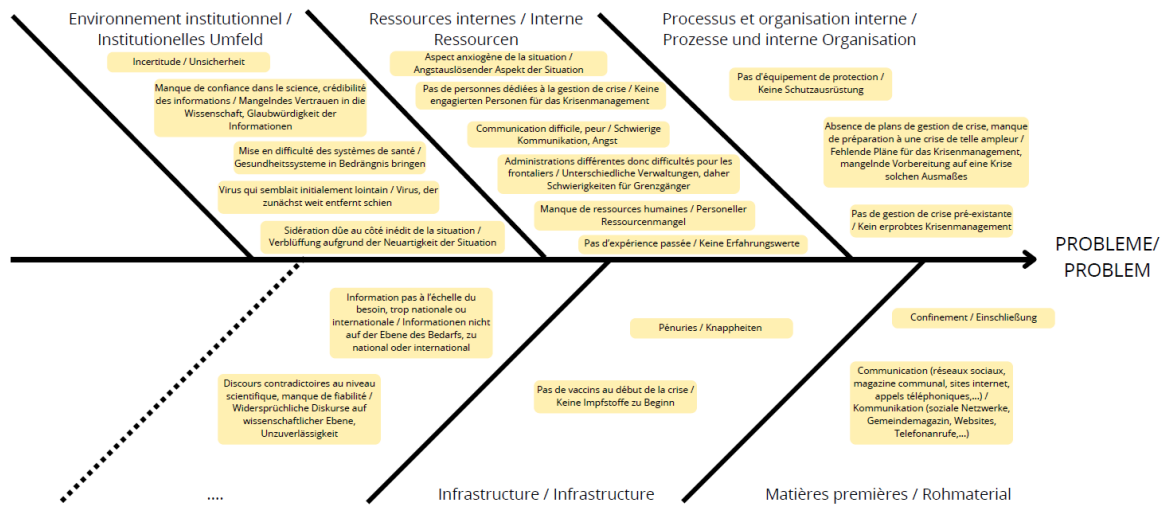 Environnement institutionnel /
Institutionelles Umfeld
Incertitude / Unsicherheit
Manque de confiance dans le science, crédibilité
des informations / Mangelndes Vertrauen in die
Wissenschaft, Glaubwürdigkeit der
Informationen
Mise en difficulté des systèmes de santé /
Gesundheitssysteme in Bedrängnis bringen
Virus qui semblait initialement lointain / Virus, der
zunächst weit entfernt schien
Sidération dûe au côté inédit de la situation /
Verblüffung aufgrund der Neuartigkeit der Situation
Ressources internes / Interne
Ressourcen
Aspect anxiogène de la situation /
Angstauslösender Aspekt der Situation
Pas de personnes dédiées à la gestion de crise / Keine
engagierten Personen für das Krisenmanagement
Communication difficile, peur / Schwierige
Kommunikation, Angst
Administrations différentes donc difficultés pour les
frontaliers / Unterschiedliche Verwaltungen, daher
Schwierigkeiten für Grenzgänger
Manque de ressources humaines / Personeller
Ressourcenmangel
Pas d'expérience passée / Keine Erfahrungswerte
Processus et organisation interne /
Prozesse und interne Organisation
Pas d'équipement de protection /
Keine Schutzausrüstung
Absence de plans de gestion de crise, manque
de préparation à une crise de telle ampleur /
Fehlende Pläne für das Krisenmanagement,
mangelnde Vorbereitung auf eine Krise
solchen Ausmaßes
Pas de gestion de crise pré-existante
/ Kein erprobtes Krisenmanagement
PROBLEME/
PROBLEM
Information pas à l'échelle du
besoin, trop nationale ou
internationale / Informationen nicht
auf der Ebene des Bedarfs, zu
national oder international
Discours contradictoires au niveau
scientifique, manque de fiabilité /
Widersprüchliche Diskurse auf
wissenschaftlicher Ebene,
Unzuverlässigkeit
....
Pénuries / Knappheiten
Pas de vaccins au début de la crise /
Keine Impfstoffe zu Beginn
Infrastructure / Infrastructure
Confinement / Einschließung
Communication (réseaux sociaux,
magazine communal, sites internet,
appels téléphoniques,...) /
Kommunikation (soziale Netzwerke,
Gemeindemagazin, Websites,
Telefonanrufe,...)
Matières premières / Rohmaterial